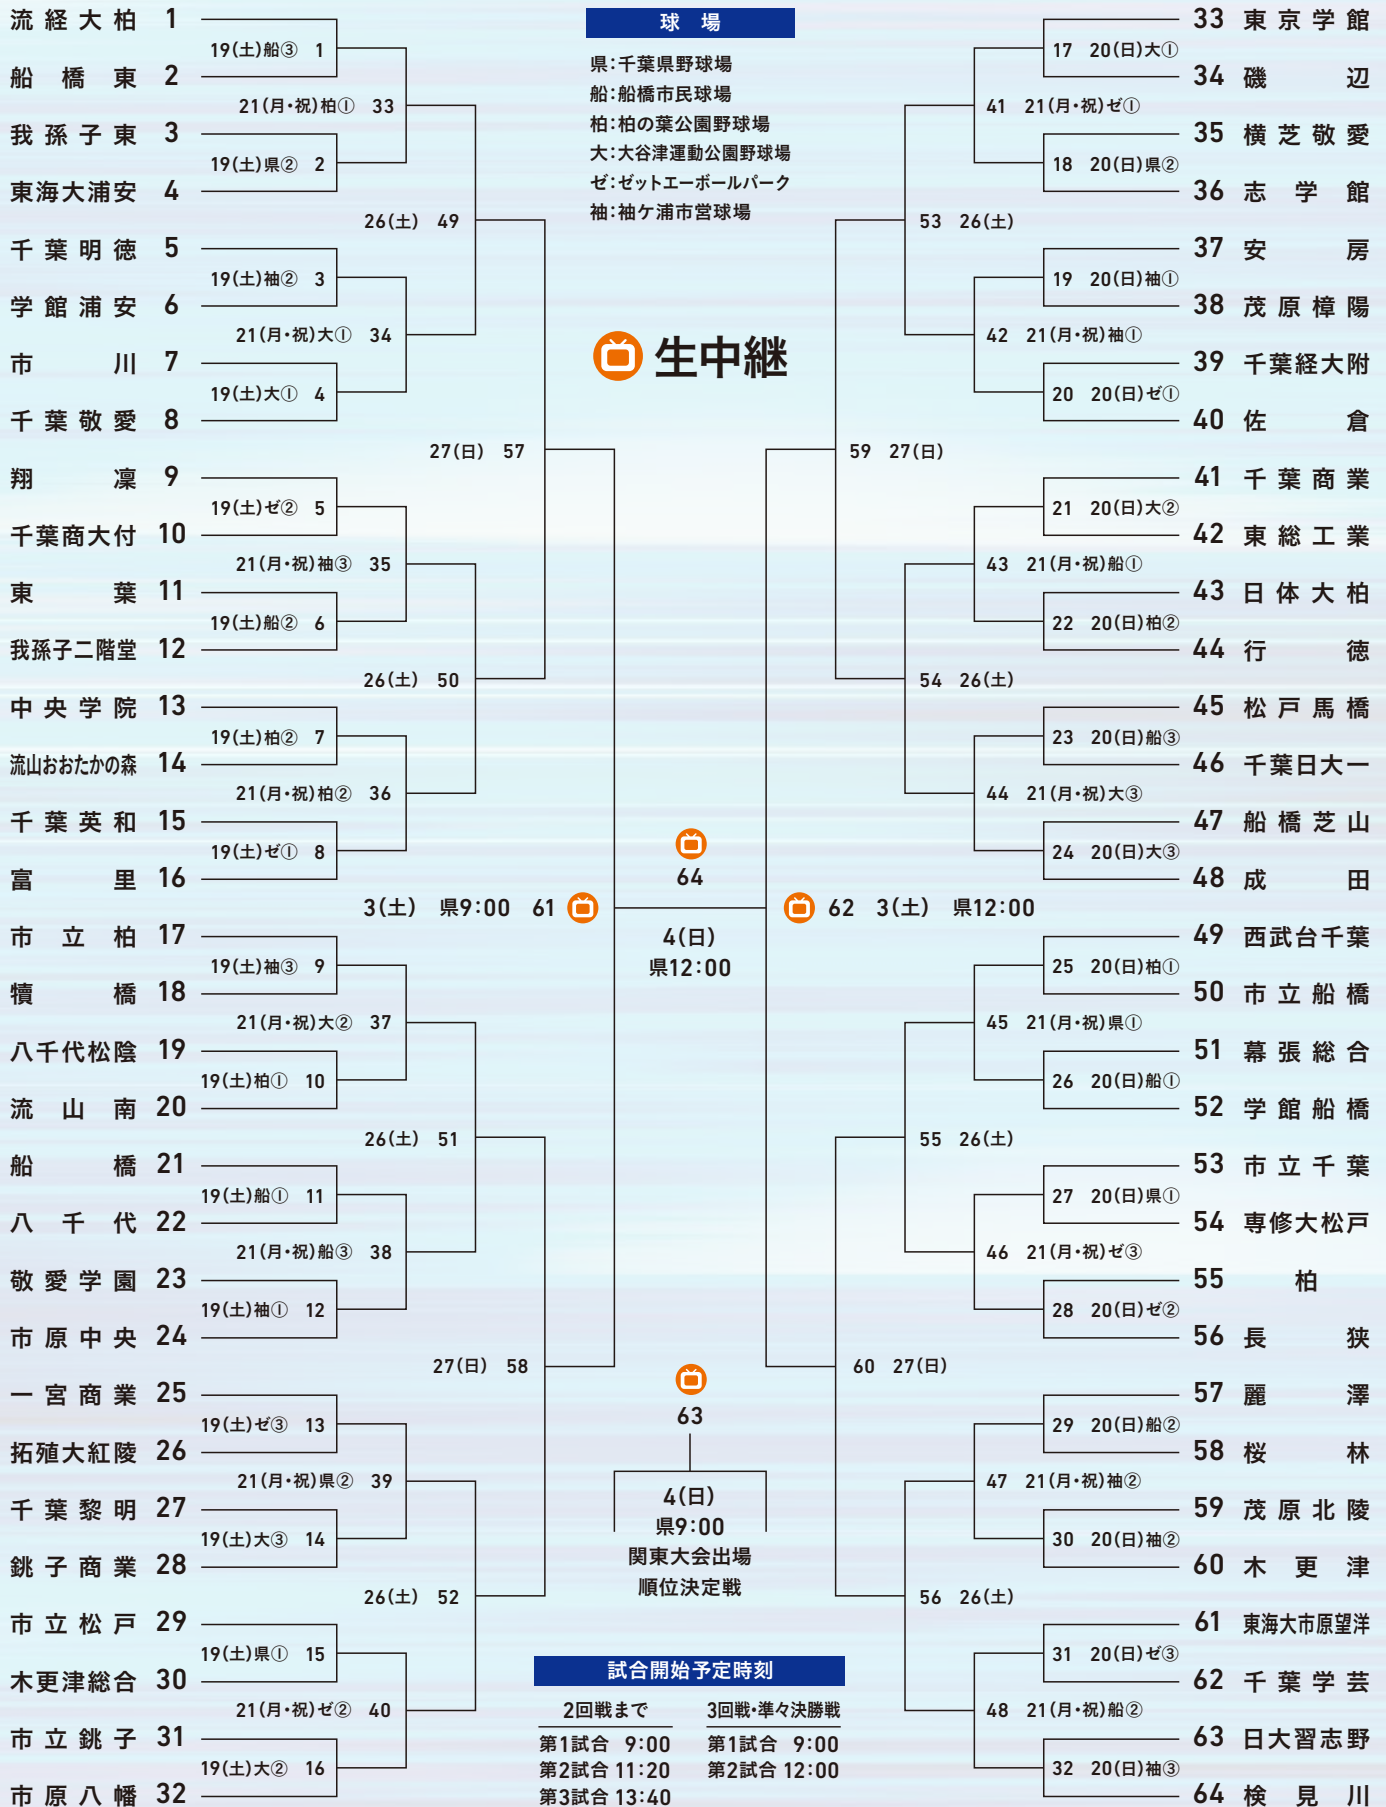 流経大柏 1
19(土)船③ 1
船橋東 2
21(月・祝)柏① 33
我孫子東 3
19(土)県② 2
東海大浦安 4
26(土) 49
千葉明徳 5
19(土)袖② 3
学館浦安 6
21(月・祝)大① 34
市川 7
19(土)大① 4
千葉敬愛 8
27(日) 57
翔凜 9
19(土)ゼ② 5
千葉商大付 10
21(月・祝)袖③ 35
東葉 11
19(土)船② 6
我孫子二階堂 12
26(土) 50
中央学院 13
19(土)柏② 7
流山おおたかの森 14
21(月・祝)柏② 36
千葉英和 15
19(土)ゼ① 8
富里 16
3(土) 県9:00 61
市立柏 17
19(土)袖③ 9
犢橋 18
21(月・祝)大② 37
八千代松陰 19
19(土)柏① 10
流山南 20
26(土) 51
船橋 21
19(土)船① 11
八千代 22
21(月・祝)船③ 38
敬愛学園 23
19(土)袖① 12
市原中央 24
27(日) 58
一宮商業 25
19(土)ゼ③ 13
拓殖大紅陵 26
21(月・祝)県② 39
千葉黎明 27
19(土)大③ 14
銚子商業 28
26(土) 52
市立松戸 29
19(土)県① 15
木更津総合 30
21(月・祝)ゼ② 40
市立銚子 31
19(土)大② 16
市原八幡 32
球場
県:千葉県野球場
船:船橋市民球場
柏:柏の葉公園野球場
大:大谷津運動公園野球場
ゼ:ゼットエーボールパーク
袖:袖ケ浦市営球場
生中継
64
4(日)
県12:00
63
4(日)
県9:00
関東大会出場
順位決定戦
試合開始予定時刻
2回戦まで 3回戦・準々決勝戦
第1試合 9:00 第1試合 9:00
第2試合 11:20 第2試合 12:00
第3試合 13:40
33 東京学館
17 20(日)大①
34 磯辺
41 21(月・祝)ゼ①
35 横芝敬愛
18 20(日)県②
36 志学館
53 26(土)
37 安房
19 20(日)袖①
38 茂原樟陽
42 21(月・祝)袖①
39 千葉経大附
20 20(日)ゼ①
40 佐倉
59 27(日)
41 千葉商業
21 20(日)大②
42 東総工業
43 21(月・祝)船①
43 日体大柏
22 20(日)柏②
44 行徳
54 26(土)
45 松戸馬橋
23 20(日)船③
46 千葉日大一
44 21(月・祝)大③
47 船橋芝山
24 20(日)大③
48 成田
62 3(土) 県12:00
49 西武台千葉
25 20(日)柏①
50 市立船橋
45 21(月・祝)県①
51 幕張総合
26 20(日)船①
52 学館船橋
55 26(土)
53 市立千葉
27 20(日)県①
54 専修大松戸
46 21(月・祝)ゼ③
55 柏
28 20(日)ゼ②
56 長狭
60 27(日)
57 麗澤
29 20(日)船②
58 桜林
47 21(月・祝)袖②
59 茂原北陵
30 20(日)袖②
60 木更津
56 26(土)
61 東海大市原望洋
31 20(日)ゼ③
62 千葉学芸
48 21(月・祝)船②
63 日大習志野
32 20(日)袖③
64 検見川